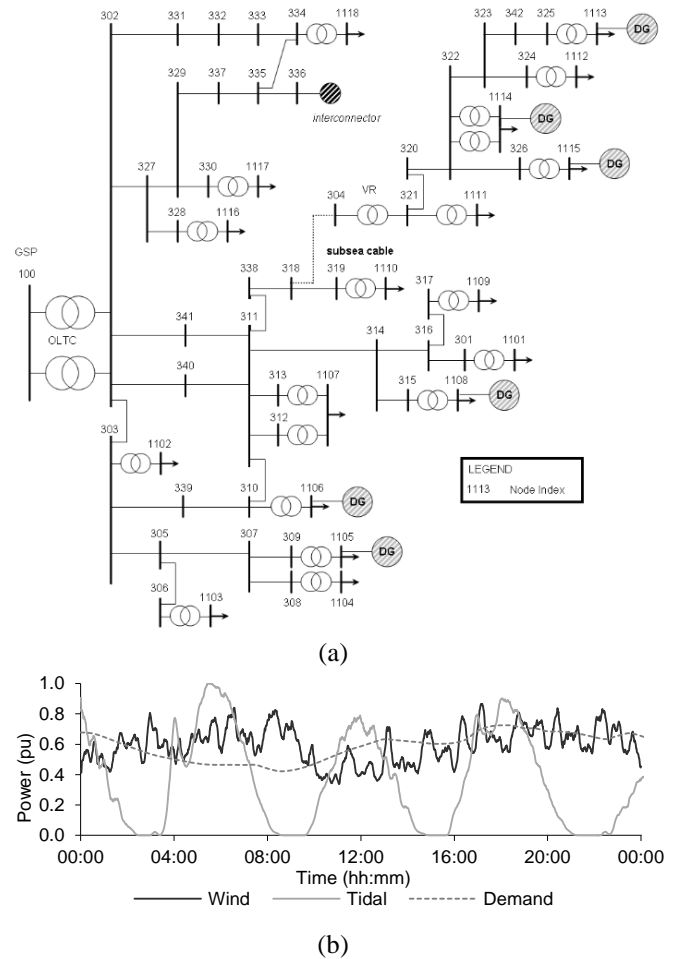 302 331 332 333 334 1118
329 337 335 336
interconnector
327 330 1117
328 1116
323 342 325 1113 DG
322 324 1112
1114 DG
320 326 1115 DG
304 VR 321 1111
subsea cable
338 318 319 1110
GSP
100
OLTC
341 311
340
317 1109
314 316 301 1101
315 1108 DG
313 1107
312
303 1102
339 310 1106 DG
305 307 309 1105 DG
306 1103 308 1104
LEGEND
1113 Node Index
(a)
1.0
0.8
0.6
0.4
0.2
0.0
Power (pu)
00:00 04:00 08:00 12:00 16:00 20:00 00:00
Time (hh:mm)
Wind Tidal Demand
(b)